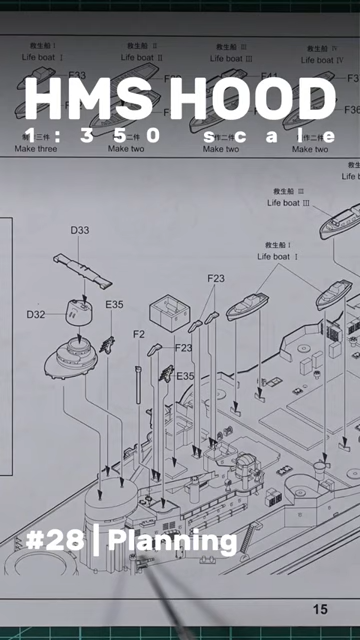 救生船 I
救生船 II
救生船 III
救生船 IV
Life boat I
Life boat II
Life boat III
Life boat IV
F33
HMS HOOD
1:350 scale
Make three
Make two
Make two
Make two
救生船 III
Life boat III
救生船 I
Life boat I
D33
F23
D32
E35
F2
F23
E35
#28 | Planning
15